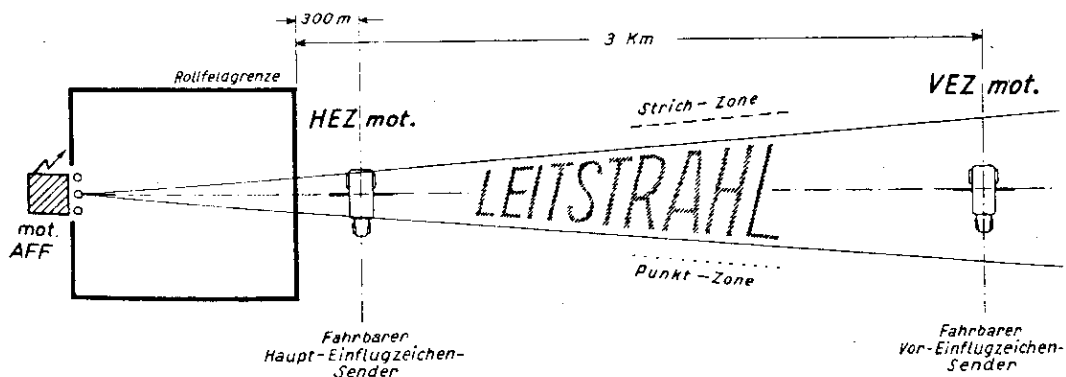 300 m
3 Km
Rollfeldgrenze
HEZ mot.
VEZ mot.
Strich-Zone
LEITSTRAHL
mot.
AFF
Punkt-Zone
Fahrbarer
Haupt-Einflugzeichen-
Sender
Fahrbarer
Vor-Einflugzeichen-
Sender